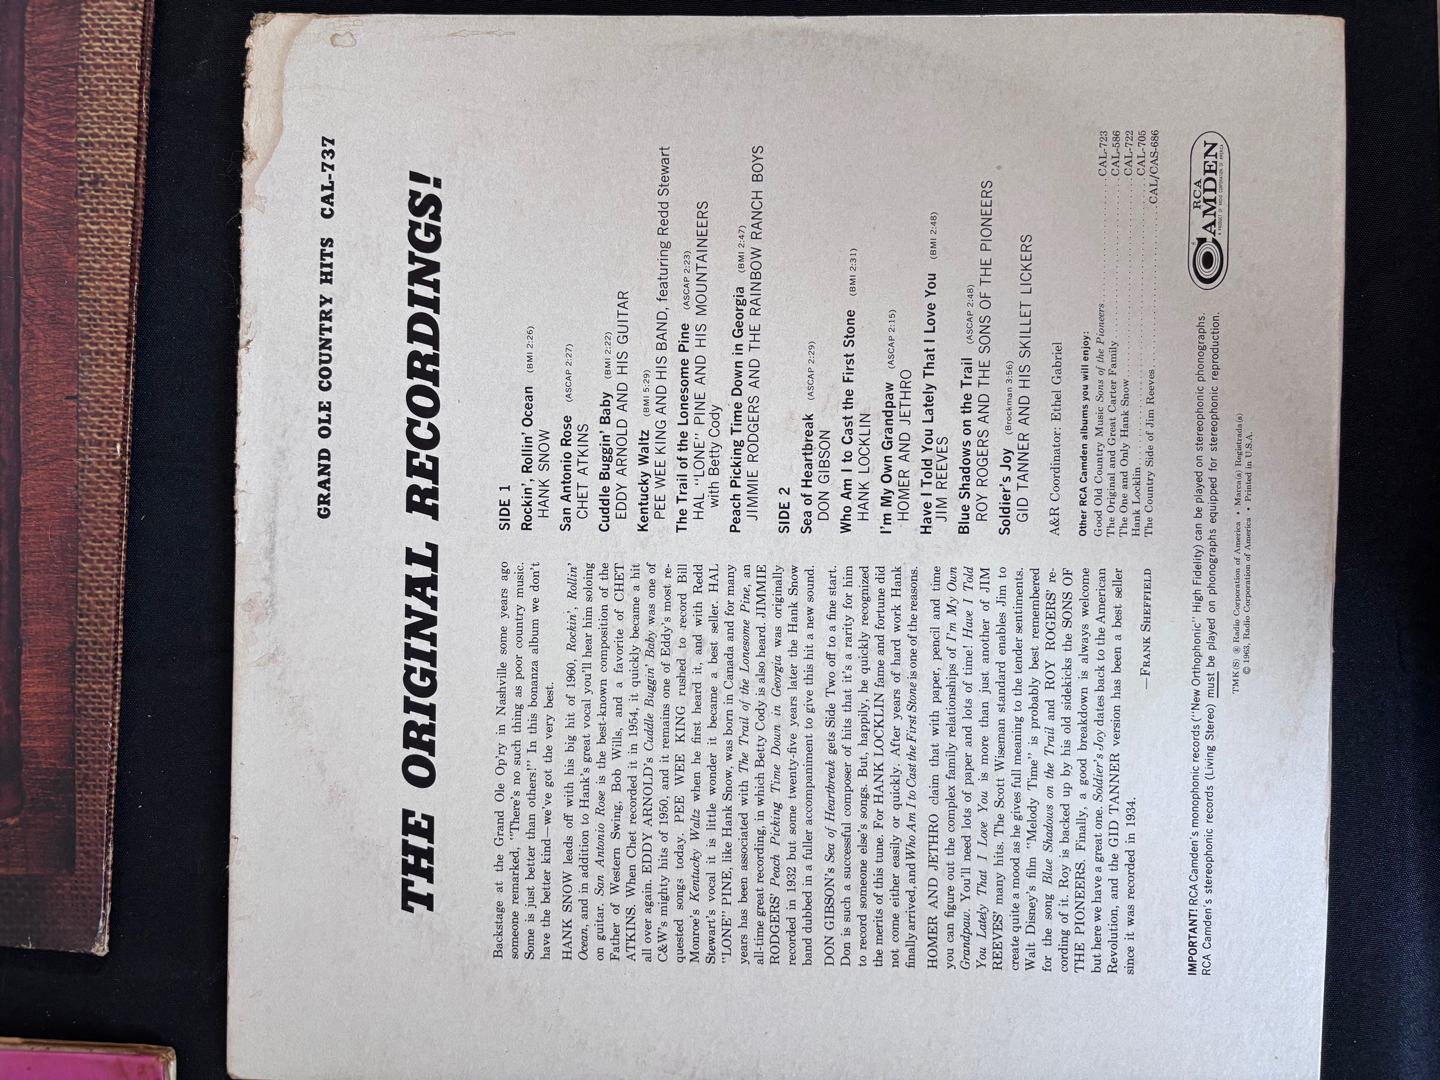 GRAND OLE COUNTRY HITS CAL-737
THE ORIGINAL RECORDINGS!
Backstage at the Grand Ole Op'ry in Nashville some years ago
someone remarked, "There's no such thing as poor country music.
Some is just better than others!" In this bonanza album we don't
have the better kind—we've got the very best.
HANK SNOW leads off with his big hit of 1960, Rockin', Rollin'
Ocean, and in addition to Hank's great vocal you'll hear him soloing
on guitar. San Antonio Rose is the best-known composition of the
Father of Western Swing, Bob Wills, and a favorite of CHET
ATKINS. When Chet recorded it in 1954, it quickly became a hit
all over again. EDDY ARNOLD's Cuddle Buggin' Baby was one of
C&W's mighty hits of 1950, and it remains one of Eddy's most re-
quested songs today. PEE WEE KING rushed to record Bill
Monroe's Kentucky Waltz when he first heard it, and with Redd
Stewart's vocal it is little wonder it became a best seller. HAL
"LONE" PINE, like Hank Snow, was born in Canada and for many
years has been associated with The Trail of the Lonesome Pine, an
all-time great recording, in which Betty Cody is also heard. JIMMIE
RODGERS' Peach Picking Time Down in Georgia was originally
recorded in 1932 but some twenty-five years later the Hank Snow
band dubbed in a fuller accompaniment to give this hit a new sound.
DON GIBSON's Sea of Heartbreak gets Side Two off to a fine start.
Don is such a successful composer of hits that it's a rarity for him
to record someone else's songs. But, happily, he quickly recognized
the merits of this tune. For HANK LOCKLIN fame and fortune did
not come either easily or quickly. After years of hard work Hank
finally arrived, and Who Am I to Cast the First Stone is one of the reasons.
HOMER AND JETHRO claim that with paper, pencil and time
you can figure out the complex family relationships of I'm My Own
Grandpaw. You'll need lots of paper and lots of time! Have I Told
You Lately That I Love You is more than just another of JIM
REEVES' many hits. The Scott Wiseman standard enables Jim to
create quite a mood as he gives full meaning to the tender sentiments.
Walt Disney's film "Melody Time" is probably best remembered
for the song Blue Shadows on the Trail and ROY ROGERS' re-
cording of it. Roy is backed up by his old sidekicks the SONS OF
THE PIONEERS. Finally, a good breakdown is always welcome
but here we have a great one. Soldier's Joy dates back to the American
Revolution, and the GID TANNER version has been a best seller
since it was recorded in 1934.
—FRANK SHEFFIELD
SIDE 1
Rockin', Rollin' Ocean (BMI 2:26)
HANK SNOW
San Antonio Rose (ASCAP 2:27)
CHET ATKINS
Cuddle Buggin' Baby (BMI 2:22)
EDDY ARNOLD AND HIS GUITAR
Kentucky Waltz (BMI 5:29)
PEE WEE KING AND HIS BAND, featuring Redd Stewart
The Trail of the Lonesome Pine (ASCAP 2:23)
HAL "LONE" PINE AND HIS MOUNTAINEERS
with Betty Cody
Peach Picking Time Down in Georgia (BMI 2:47)
JIMMIE RODGERS AND THE RAINBOW RANCH BOYS
SIDE 2
Sea of Heartbreak (ASCAP 2:29)
DON GIBSON
Who Am I to Cast the First Stone (BMI 2:31)
HANK LOCKLIN
I'm My Own Grandpaw (ASCAP 2:15)
HOMER AND JETHRO
Have I Told You Lately That I Love You (BMI 2:48)
JIM REEVES
Blue Shadows on the Trail (ASCAP 2:48)
ROY ROGERS AND THE SONS OF THE PIONEERS
Soldier's Joy (Brockman 3:56)
GID TANNER AND HIS SKILLET LICKERS
A&R Coordinator: Ethel Gabriel
Other RCA Camden albums you will enjoy:
Good Old Country Music Sons of the Pioneers CAL-723
The Original and Great Carter Family CAL-586
The One and Only Hank Snow CAL-722
Hank Locklin CAL-705
The Country Side of Jim Reeves CAL/CAS-686
IMPORTANT! RCA Camden's monophonic records ("New Orthophonic" High Fidelity) can be played on stereophonic phonographs.
RCA Camden's stereophonic records (Living Stereo) must be played on phonographs equipped for stereophonic reproduction.
TMK(S) ® Radio Corporation of America • Marca(s) Registrada(s)
© 1963, Radio Corporation of America • Printed in U.S.A.
RCA
CAMDEN
A PRODUCT OF RADIO CORPORATION OF AMERICA